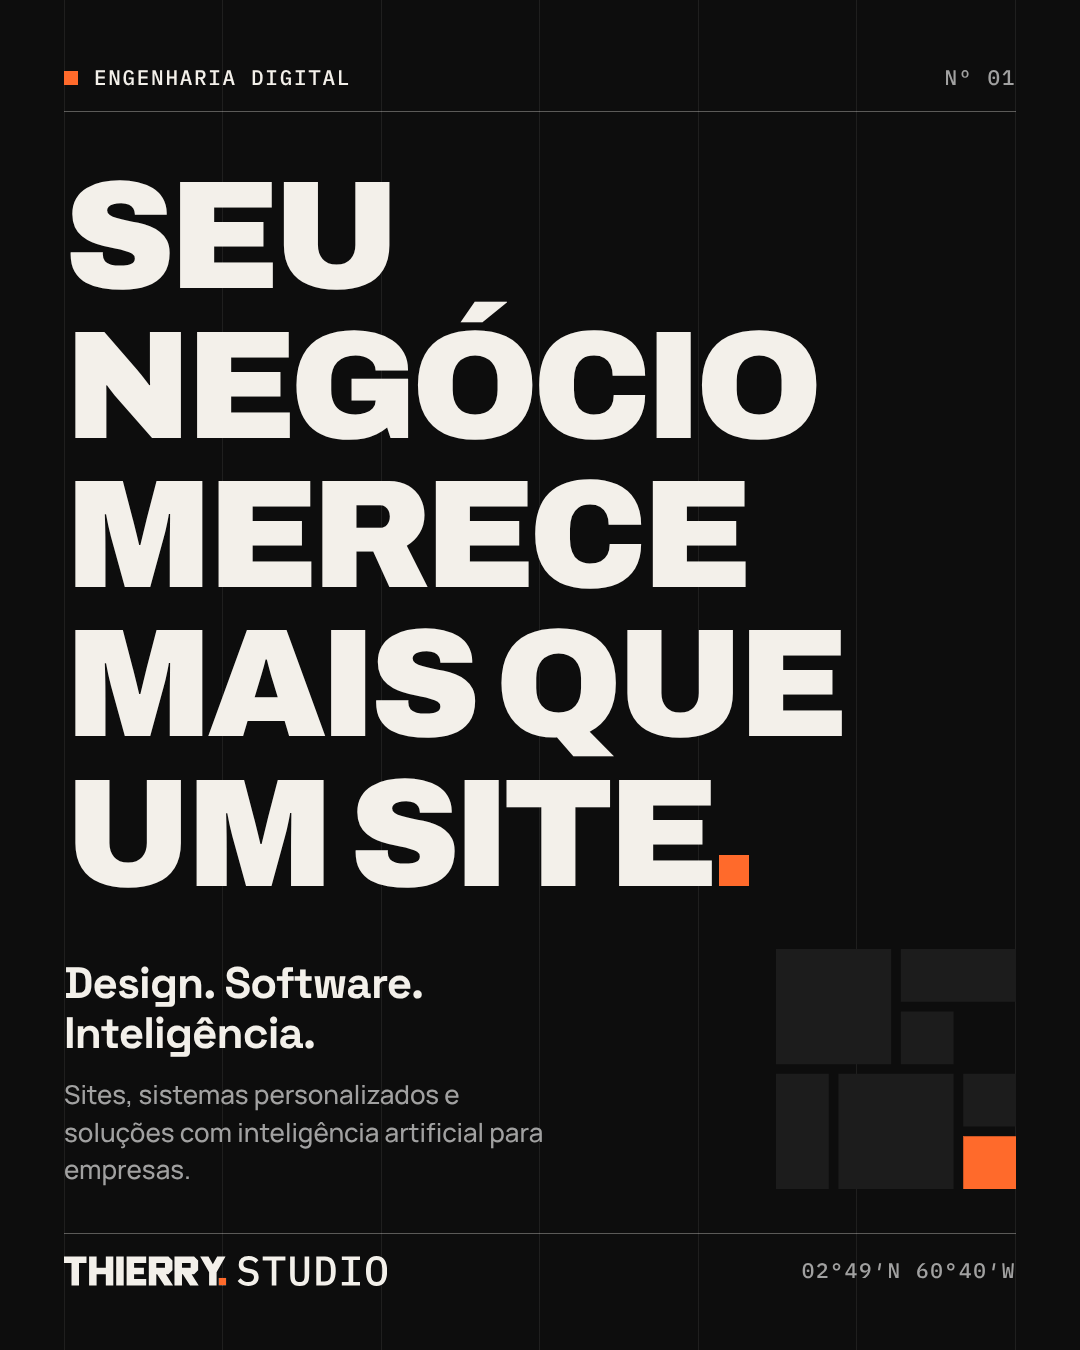 ENGENHARIA DIGITAL
Nº 01
SEU
NEGÓCIO
MERECE
MAIS QUE
UM SITE.
Design. Software.
Inteligência.
Sites, sistemas personalizados e
soluções com inteligência artificial para
empresas.
THIERRY. STUDIO
02°49′N 60°40′W